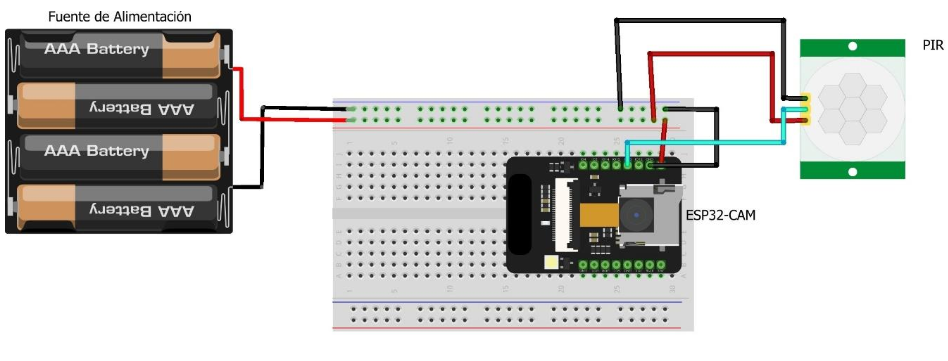 Fuente de Alimentación
PIR
AAA Battery
AAA Battery
AAA Battery
AAA Battery
ESP32-CAM